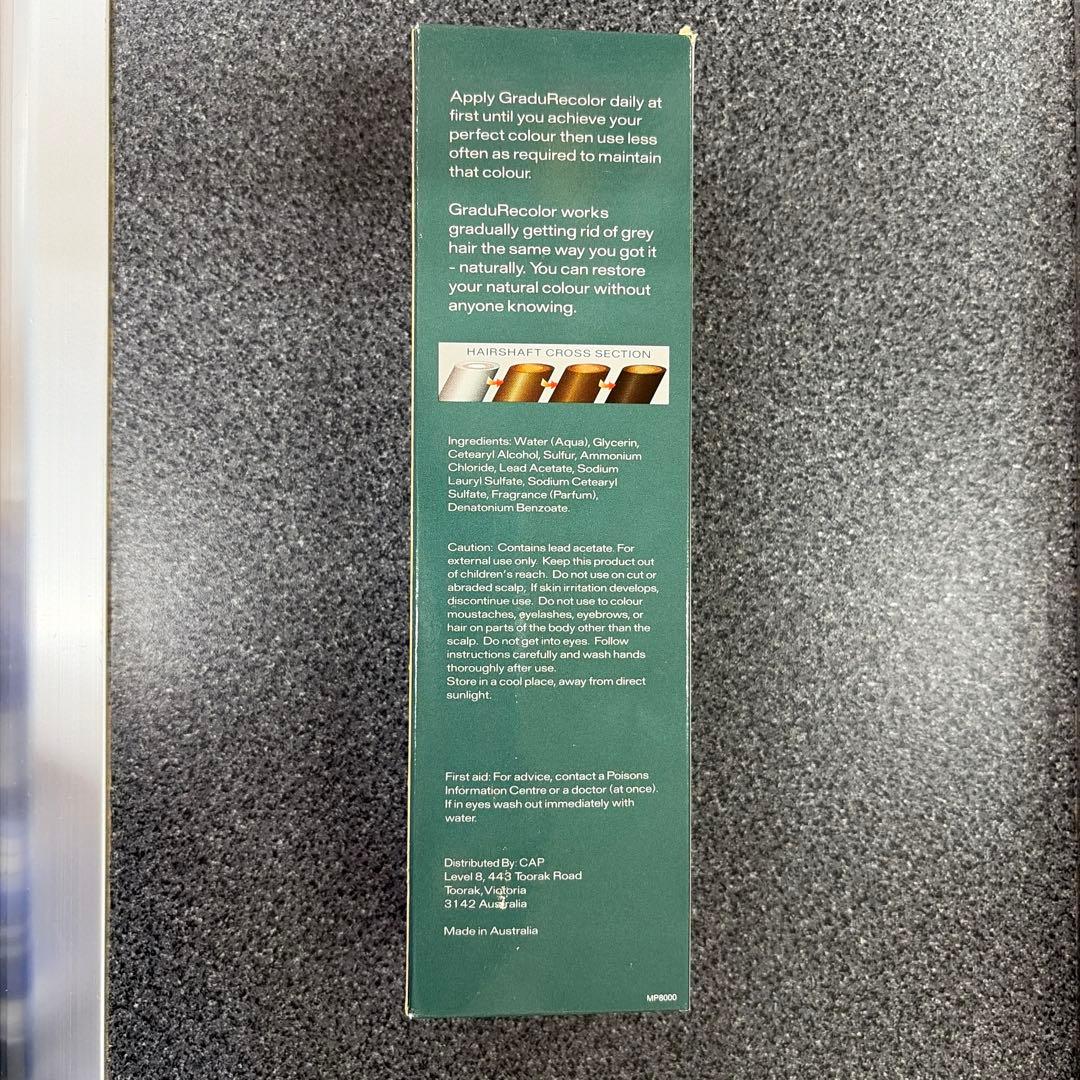 Apply GraduRecolor daily at
first until you achieve your
perfect colour then use less
often as required to maintain
that colour.
GraduRecolor works
gradually getting rid of grey
hair the same way you got it
- naturally. You can restore
your natural colour without
anyone knowing.
HAIRSHAFT CROSS SECTION
Ingredients: Water (Aqua), Glycerin,
Cetearyl Alcohol, Sulfur, Ammonium
Chloride, Lead Acetate, Sodium
Lauryl Sulfate, Sodium Cetearyl
Sulfate, Fragrance (Parfum),
Denatonium Benzoate.
Caution: Contains lead acetate. For
external use only. Keep this product out
of children's reach. Do not use on cut or
abraded scalp, If skin irritation develops,
discontinue use. Do not use to colour
moustaches, eyelashes, eyebrows, or
hair on parts of the body other than the
scalp. Do not get into eyes. Follow
instructions carefully and wash hands
thoroughly after use.
Store in a cool place, away from direct
sunlight.
First aid: For advice, contact a Poisons
Information Centre or a doctor (at once).
If in eyes wash out immediately with
water.
Distributed By: CAP
Level 8, 443 Toorak Road
Toorak, Victoria
3142 Australia
Made in Australia
MP8000